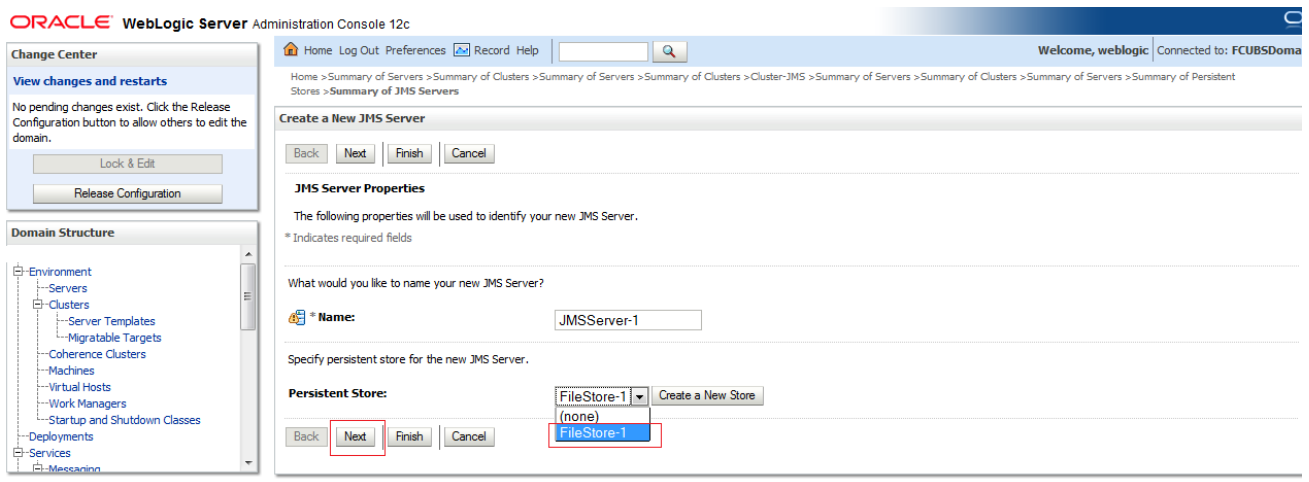 ORACLE WebLogic Server Administration Console 12c
Change Center
View changes and restarts
No pending changes exist. Click the Release
Configuration button to allow others to edit the
domain.
Lock & Edit
Release Configuration
Domain Structure
Environment
Servers
Clusters
Server Templates
Migratable Targets
Coherence Clusters
Machines
Virtual Hosts
Work Managers
Startup and Shutdown Classes
Deployments
Services
Messaging
Home Log Out Preferences Record Help
Welcome, weblogic Connected to: FCUBSDoma
Home >Summary of Servers >Summary of Clusters >Summary of Servers >Summary of Clusters >Cluster-JMS >Summary of Servers >Summary of Clusters >Summary of Servers >Summary of Persistent
Stores >Summary of JMS Servers
Create a New JMS Server
Back Next Finish Cancel
JMS Server Properties
The following properties will be used to identify your new JMS Server.
* Indicates required fields
What would you like to name your new JMS Server?
* Name: JMSServer-1
Specify persistent store for the new JMS Server.
Persistent Store: FileStore-1 Create a New Store
(none)
FileStore-1
Back Next Finish Cancel